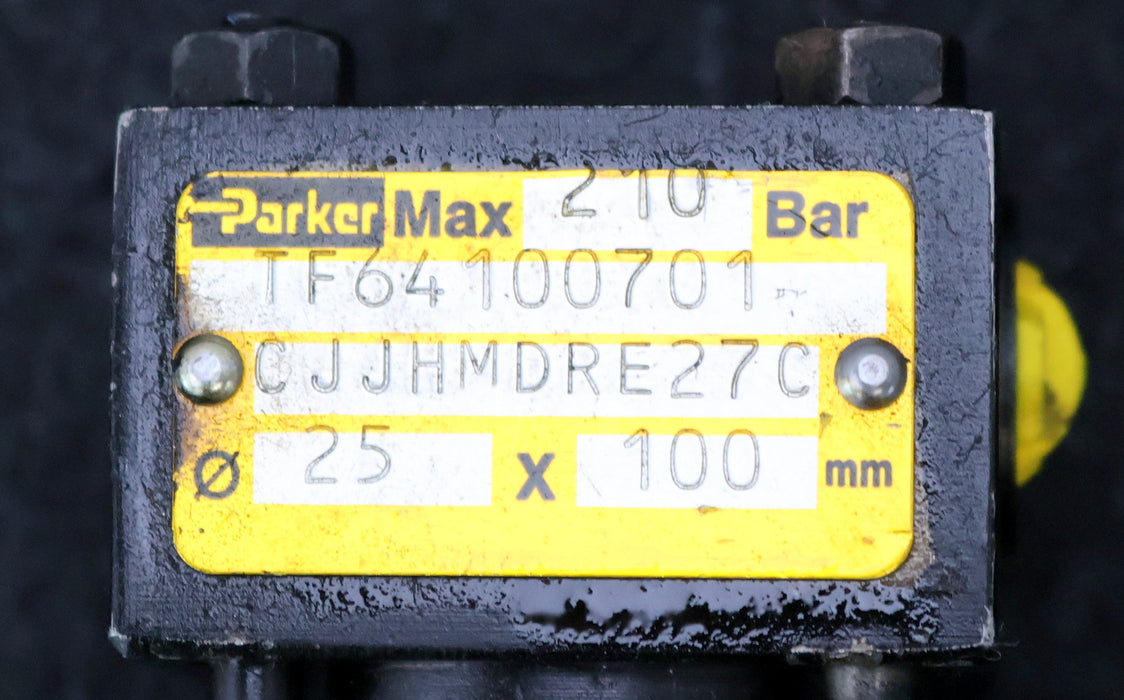 Parker Max 210 Bar
TF64100701
CJJHMDRE27C
Ø 25 X 100 mm